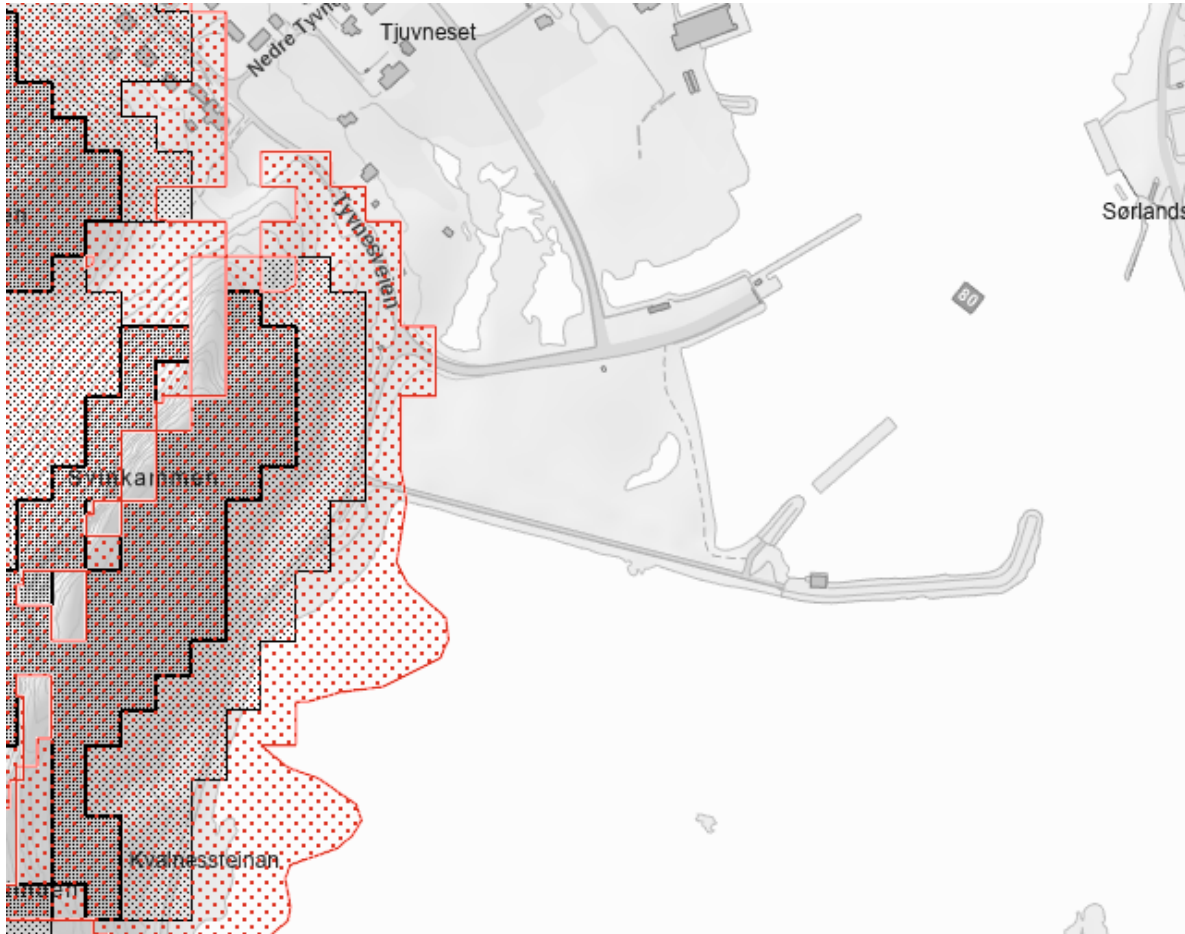 Tjuvneset
Nedre Tyvn
Sørlands
Tyvnesveien
80
Svinkammen
Kvalnessteinan